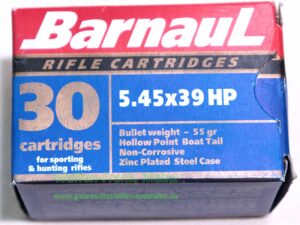 BARNAUL
RIFLE CARTRIDGES
30
cartridges
for sporting
& hunting rifles
5.45x39 HP
Bullet weight – 55 gr
Hollow Point Boat Tail
Non-Corrosive
Zinc Plated Steel Case